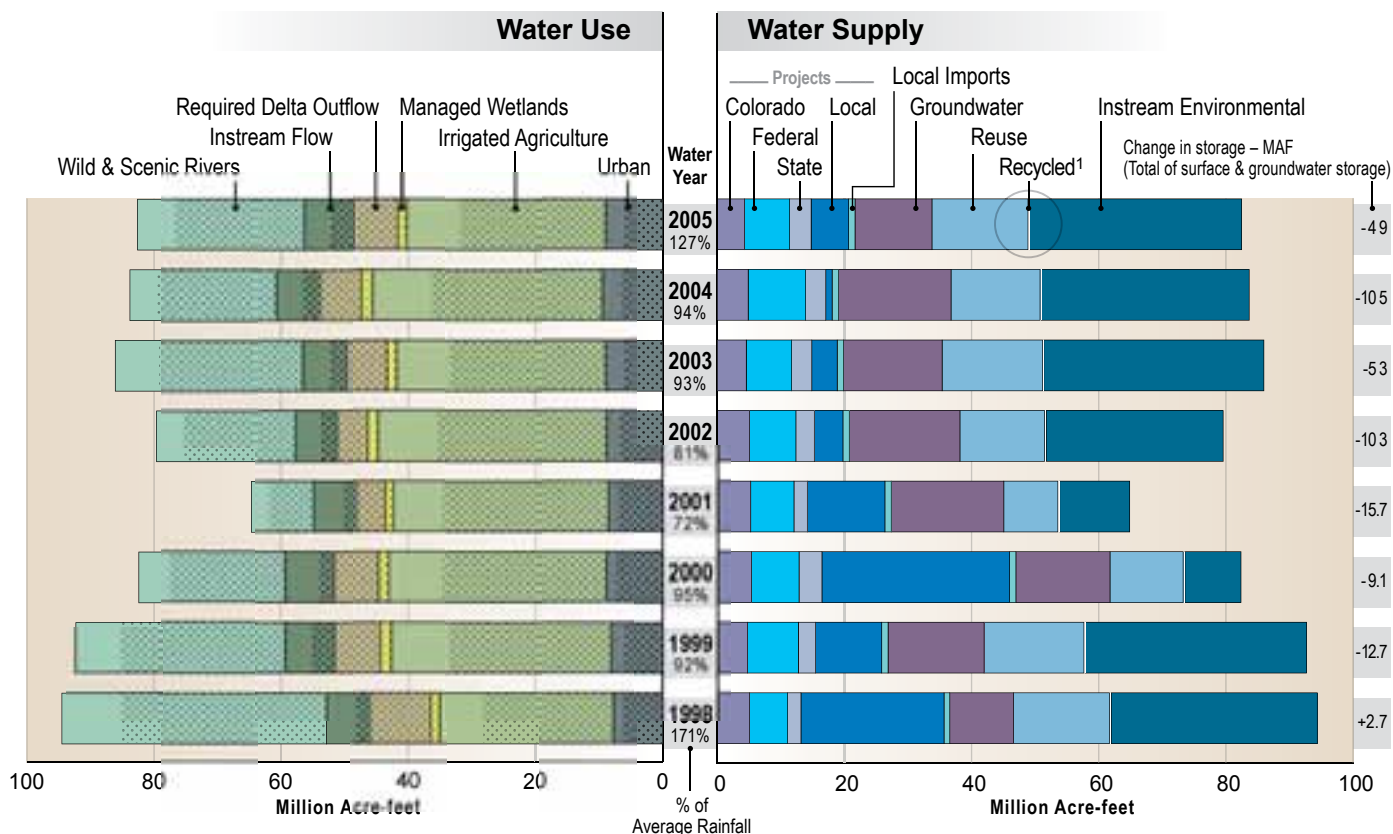 Water Use
Water Supply
Projects
Local Imports
Required Delta Outflow
Managed Wetlands
Colorado
Local
Groundwater
Instream Environmental
Instream Flow
Irrigated Agriculture
Federal
Reuse
Change in storage – MAF
(Total of surface & groundwater storage)
Wild & Scenic Rivers
Urban
Water
Year
State
Recycled¹
2005
127%
-4 9
2004
94%
-10 5
2003
93%
-5 3
2002
81%
-10 3
2001
72%
-15.7
2000
95%
-9.1
1999
92%
-12.7
1998
171%
+2.7
100 80 60 40 20 0
0 20 40 60 80 100
Million Acre-feet
% of
Average Rainfall
Million Acre-feet